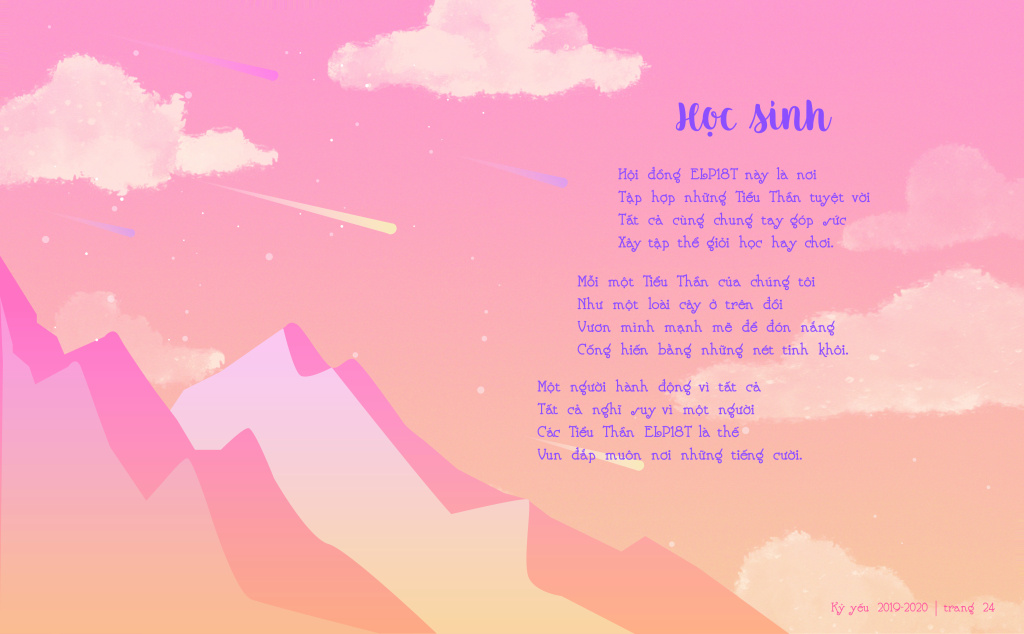 Học sinh
Hội đồng ELP18T này là nơi
Tập hợp những Tiểu Thần tuyệt vời
Tất cả cùng chung tay góp sức
Xây tập thể giỏi học hay chơi.
Mỗi một Tiểu Thần của chúng tôi
Như một loài cây ở trên đồi
Vươn mình mạnh mẽ để đón nắng
Cống hiến bằng những nét tinh khôi.
Một người hành động vì tất cả
Tất cả nghĩ suy vì một người
Các Tiểu Thần ELP18T là thế
Vun đắp muôn nơi những tiếng cười.
Kỷ yếu 2019-2020 | trang 24